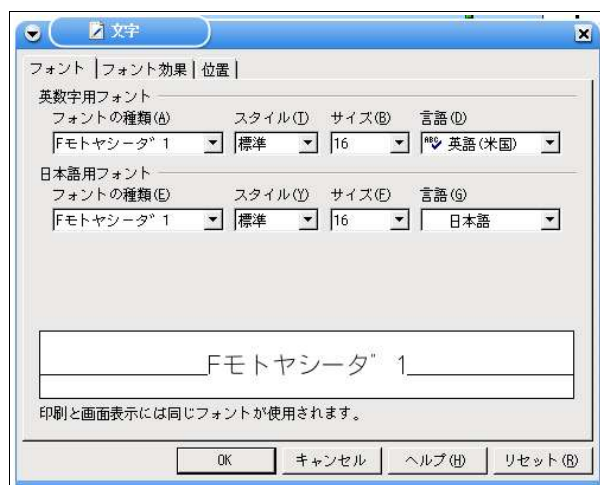 文字
フォント フォント効果 位置
英数字用フォント
フォントの種類(A) スタイル(T) サイズ(B) 言語(D)
Fモトヤシータ゛1 標準 16 ABC 英語(米国)
日本語用フォント
フォントの種類(E) スタイル(Y) サイズ(F) 言語(G)
Fモトヤシータ゛1 標準 16 日本語
Fモトヤシータ゛1
印刷と画面表示には同じフォントが使用されます。
OK キャンセル ヘルプ(H) リセット(R)